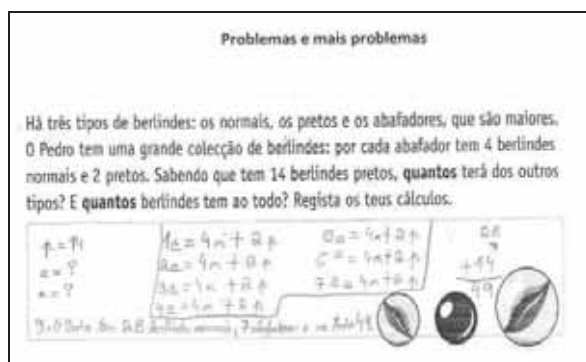 Problemas e mais problemas
Há três tipos de berlindes: os normais, os pretos e os abafadores, que são maiores.
O Pedro tem uma grande colecção de berlindes: por cada abafador tem 4 berlindes
normais e 2 pretos. Sabendo que tem 14 berlindes pretos, quantos terá dos outros
tipos? E quantos berlindes tem ao todo? Regista os teus cálculos.
p = 14
a = ?
n = ?
1a = 4n + 2p
2a = 4n + 2p
3a = 4n + 2p
4a = 4n + 2p
= 4n + 2p
= 4n + 2p
7a = 4n + 2p
28
+ 14
49
28
49